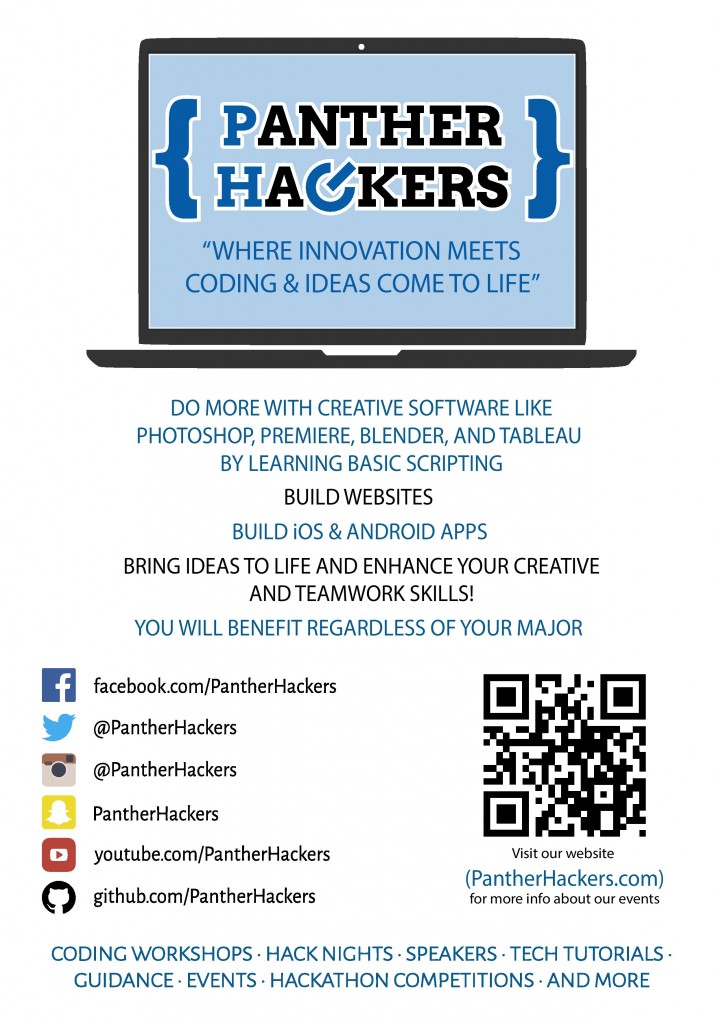 { PANTHER
HACKERS }
“WHERE INNOVATION MEETS
CODING & IDEAS COME TO LIFE”
DO MORE WITH CREATIVE SOFTWARE LIKE
PHOTOSHOP, PREMIERE, BLENDER, AND TABLEAU
BY LEARNING BASIC SCRIPTING
BUILD WEBSITES
BUILD iOS & ANDROID APPS
BRING IDEAS TO LIFE AND ENHANCE YOUR CREATIVE
AND TEAMWORK SKILLS!
YOU WILL BENEFIT REGARDLESS OF YOUR MAJOR
facebook.com/PantherHackers
@PantherHackers
@PantherHackers
PantherHackers
youtube.com/PantherHackers
github.com/PantherHackers
Visit our website
(PantherHackers.com)
for more info about our events
CODING WORKSHOPS · HACK NIGHTS · SPEAKERS · TECH TUTORIALS ·
GUIDANCE · EVENTS · HACKATHON COMPETITIONS · AND MORE